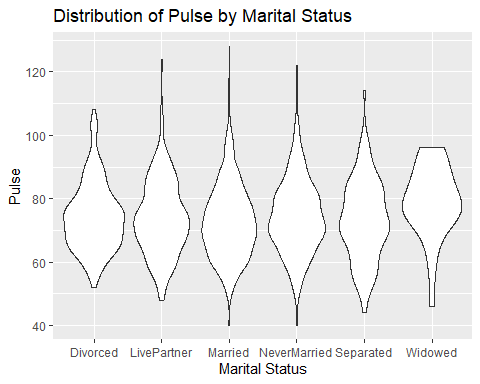 Distribution of Pulse by Marital Status
Pulse
120
100
80
60
40
Divorced LivePartner Married NeverMarried Separated Widowed
Marital Status